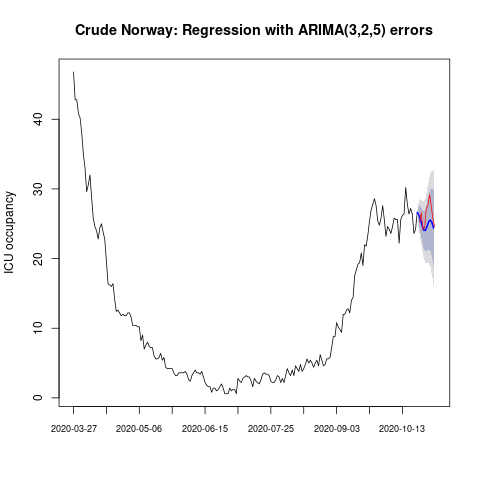 Crude Norway: Regression with ARIMA(3,2,5) errors
ICU occupancy
40
30
20
10
0
2020-03-27 2020-05-06 2020-06-15 2020-07-25 2020-09-03 2020-10-13